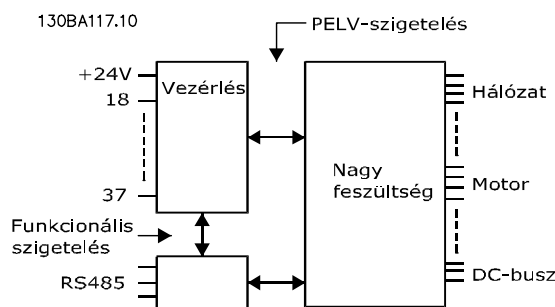 130BA117.10
PELV-szigetelés
+24V
18
37
Vezérlés
Nagy
feszültség
Hálózat
Motor
DC-busz
Funkcionális
szigetelés
RS485